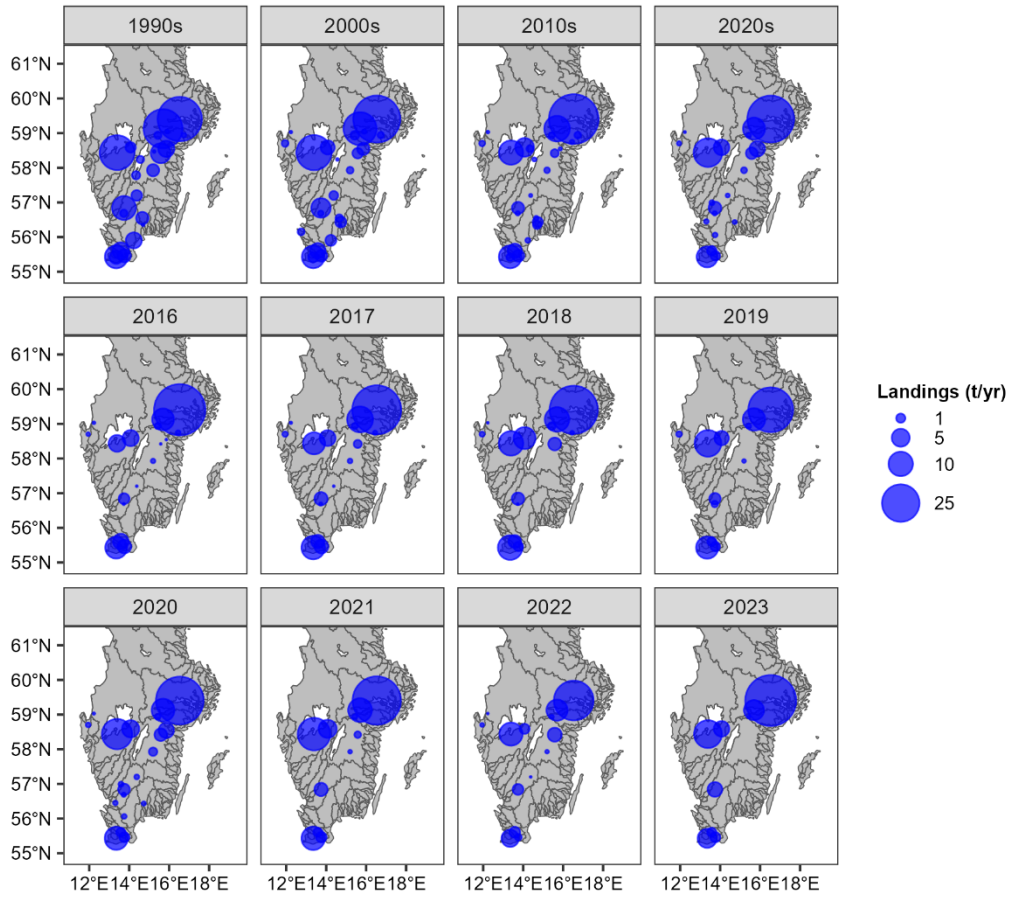 1990s 2000s 2010s 2020s
61°N
60°N
59°N
58°N
57°N
56°N
55°N
2016 2017 2018 2019
61°N
60°N
59°N
58°N
57°N
56°N
55°N
Landings (t/yr)
1
5
10
25
2020 2021 2022 2023
61°N
60°N
59°N
58°N
57°N
56°N
55°N
12°E14°E16°E18°E 12°E14°E16°E18°E 12°E14°E16°E18°E 12°E14°E16°E18°E